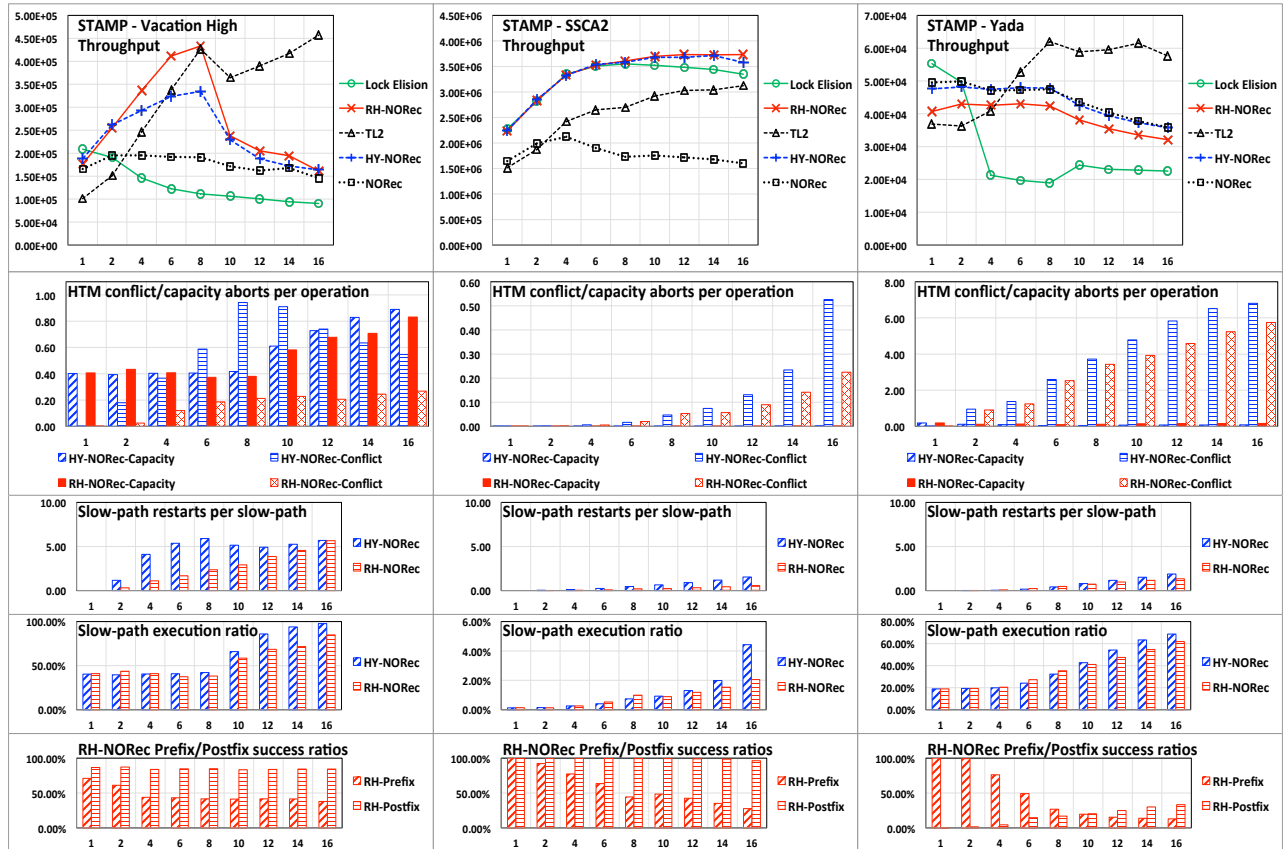 STAMP - Vacation High
Throughput
5.00E+05
4.50E+05
4.00E+05
3.50E+05
3.00E+05
2.50E+05
2.00E+05
1.50E+05
1.00E+05
5.00E+04
0.00E+00
1 2 4 6 8 10 12 14 16
Lock Elision
RH-NORec
TL2
HY-NORec
NORec
STAMP - SSCA2
Throughput
4.50E+06
4.00E+06
3.50E+06
3.00E+06
2.50E+06
2.00E+06
1.50E+06
1.00E+06
5.00E+05
0.00E+00
1 2 4 6 8 10 12 14 16
Lock Elision
RH-NORec
TL2
HY-NORec
NORec
STAMP - Yada
Throughput
7.00E+04
6.00E+04
5.00E+04
4.00E+04
3.00E+04
2.00E+04
1.00E+04
0.00E+00
1 2 4 6 8 10 12 14 16
Lock Elision
RH-NORec
TL2
HY-NORec
NORec
HTM conflict/capacity aborts per operation
1.00
0.80
0.60
0.40
0.20
0.00
1 2 4 6 8 10 12 14 16
HY-NORec-Capacity HY-NORec-Conflict
RH-NORec-Capacity RH-NORec-Conflict
HTM conflict/capacity aborts per operation
0.60
0.50
0.40
0.30
0.20
0.10
0.00
1 2 4 6 8 10 12 14 16
HY-NORec-Capacity HY-NORec-Conflict
RH-NORec-Capacity RH-NORec-Conflict
HTM conflict/capacity aborts per operation
8.00
6.00
4.00
2.00
0.00
1 2 4 6 8 10 12 14 16
HY-NORec-Capacity HY-NORec-Conflict
RH-NORec-Capacity RH-NORec-Conflict
Slow-path restarts per slow-path
10.00
5.00
0.00
1 2 4 6 8 10 12 14 16
HY-NORec
RH-NORec
Slow-path restarts per slow-path
10.00
5.00
0.00
1 2 4 6 8 10 12 14 16
HY-NORec
RH-NORec
Slow-path restarts per slow-path
10.00
5.00
0.00
1 2 4 6 8 10 12 14 16
HY-NORec
RH-NORec
Slow-path execution ratio
100.00%
50.00%
0.00%
1 2 4 6 8 10 12 14 16
HY-NORec
RH-NORec
Slow-path execution ratio
6.00%
4.00%
2.00%
0.00%
1 2 4 6 8 10 12 14 16
HY-NORec
RH-NORec
Slow-path execution ratio
80.00%
60.00%
40.00%
20.00%
0.00%
1 2 4 6 8 10 12 14 16
HY-NORec
RH-NORec
RH-NORec Prefix/Postfix success ratios
100.00%
50.00%
0.00%
1 2 4 6 8 10 12 14 16
RH-Prefix
RH-Postfix
RH-NORec Prefix/Postfix success ratios
100.00%
50.00%
0.00%
1 2 4 6 8 10 12 14 16
RH-Prefix
RH-Postfix
RH-NORec Prefix/Postfix success ratios
100.00%
50.00%
0.00%
1 2 4 6 8 10 12 14 16
RH-Prefix
RH-Postfix